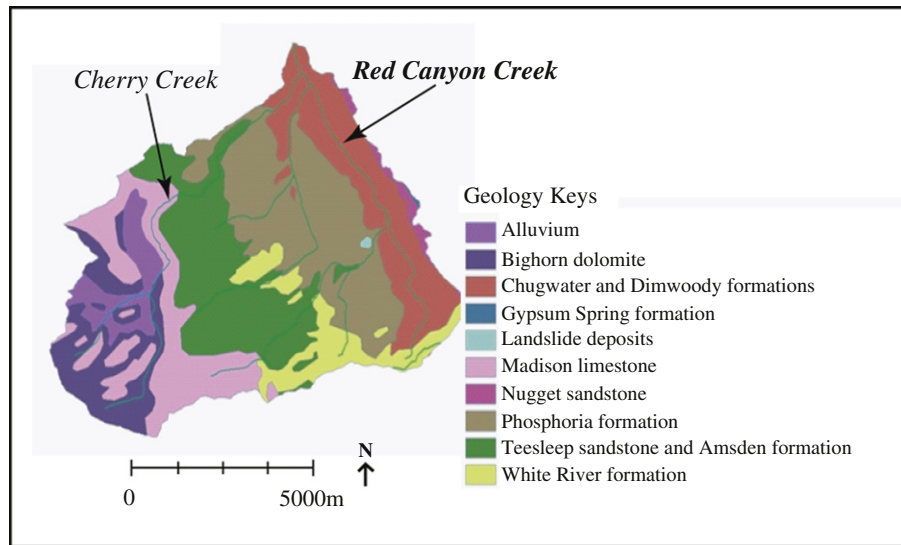 Cherry Creek
Red Canyon Creek
Geology Keys
Alluvium
Bighorn dolomite
Chugwater and Dimwoody formations
Gypsum Spring formation
Landslide deposits
Madison limestone
Nugget sandstone
Phosphoria formation
Teesleep sandstone and Amsden formation
White River formation
N
0 5000m